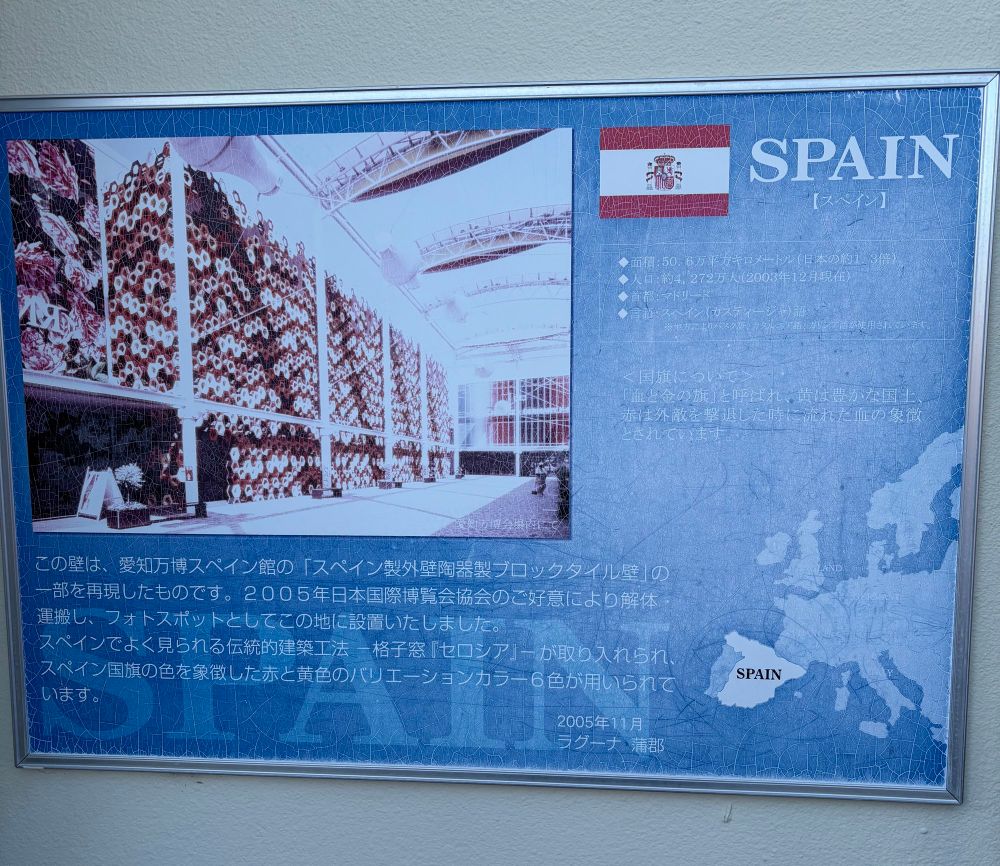 SPAIN
【スペイン】
◆面積：50．6万平方キロメートル（日本の約1．3倍）
◆人口：約4，272万人（2003年12月現在）
◆首都：マドリード
◆言語：スペイン（カスティージャ）語
＜国旗について＞
「血と金の旗」と呼ばれ、黄は豊かな国土、
赤は外敵を撃退した時に流れた血の象徴
とされています
愛知万博会場内にて
この壁は、愛知万博スペイン館の「スペイン製外壁陶器製ブロックタイル壁」の
一部を再現したものです。2005年日本国際博覧会協会のご好意により解体・
運搬し、フォトスポットとしてこの地に設置いたしました。
スペインでよく見られる伝統的建築工法 －格子窓『セロシア』－ が取り入れられ、
スペイン国旗の色を象徴した赤と黄色のバリエーションカラー6色が用いられて
います。
2005年11月
ラグーナ 蒲郡
SPAIN
SPAIN